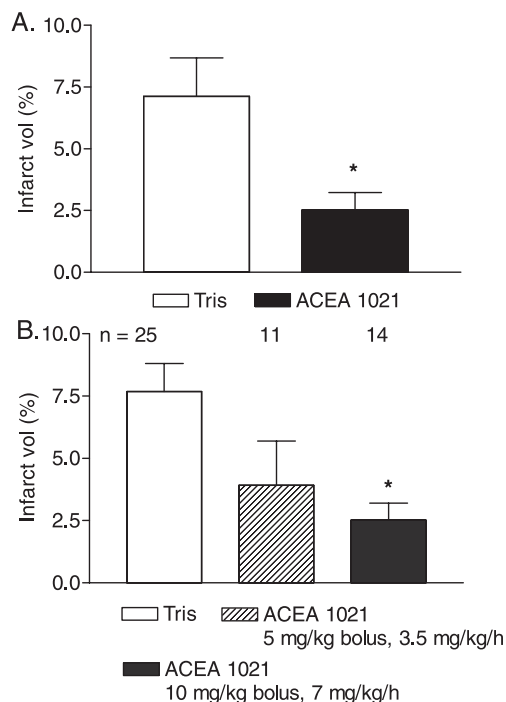 A.
10.0
7.5
5.0
2.5
0.0
Infarct vol (%)
*
Tris ACEA 1021
B.
n = 25 11 14
10.0
7.5
5.0
2.5
0.0
Infarct vol (%)
*
Tris ACEA 1021
5 mg/kg bolus, 3.5 mg/kg/h
ACEA 1021
10 mg/kg bolus, 7 mg/kg/h